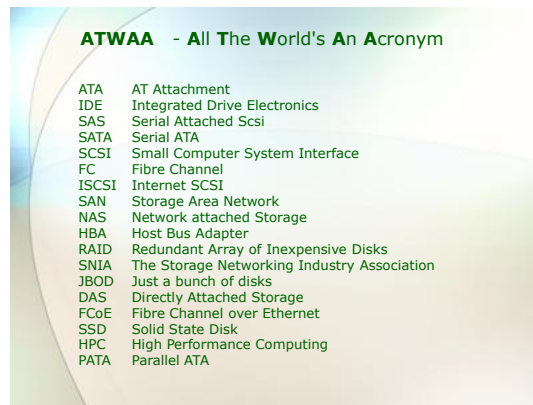 ATWAA - All The World's An Acronym
ATA AT Attachment
IDE Integrated Drive Electronics
SAS Serial Attached Scsi
SATA Serial ATA
SCSI Small Computer System Interface
FC Fibre Channel
ISCSI Internet SCSI
SAN Storage Area Network
NAS Network attached Storage
HBA Host Bus Adapter
RAID Redundant Array of Inexpensive Disks
SNIA The Storage Networking Industry Association
JBOD Just a bunch of disks
DAS Directly Attached Storage
FCoE Fibre Channel over Ethernet
SSD Solid State Disk
HPC High Performance Computing
PATA Parallel ATA